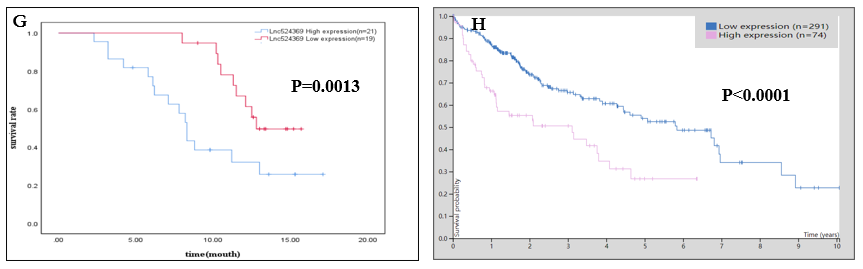 G
Lnc524369 High expression(n=21)
Lnc524369 Low expression(n=19)
P=0.0013
survival rate
1.0
0.8
0.6
0.4
0.2
0.0
.00 5.00 10.00 15.00 20.00
time(mouth)
H
Low expression (n=291)
High expression (n=74)
P<0.0001
Survival probability
1.0
0.9
0.8
0.7
0.6
0.5
0.4
0.3
0.2
0.1
0.0
Time (years)
0 1 2 3 4 5 6 7 8 9 10